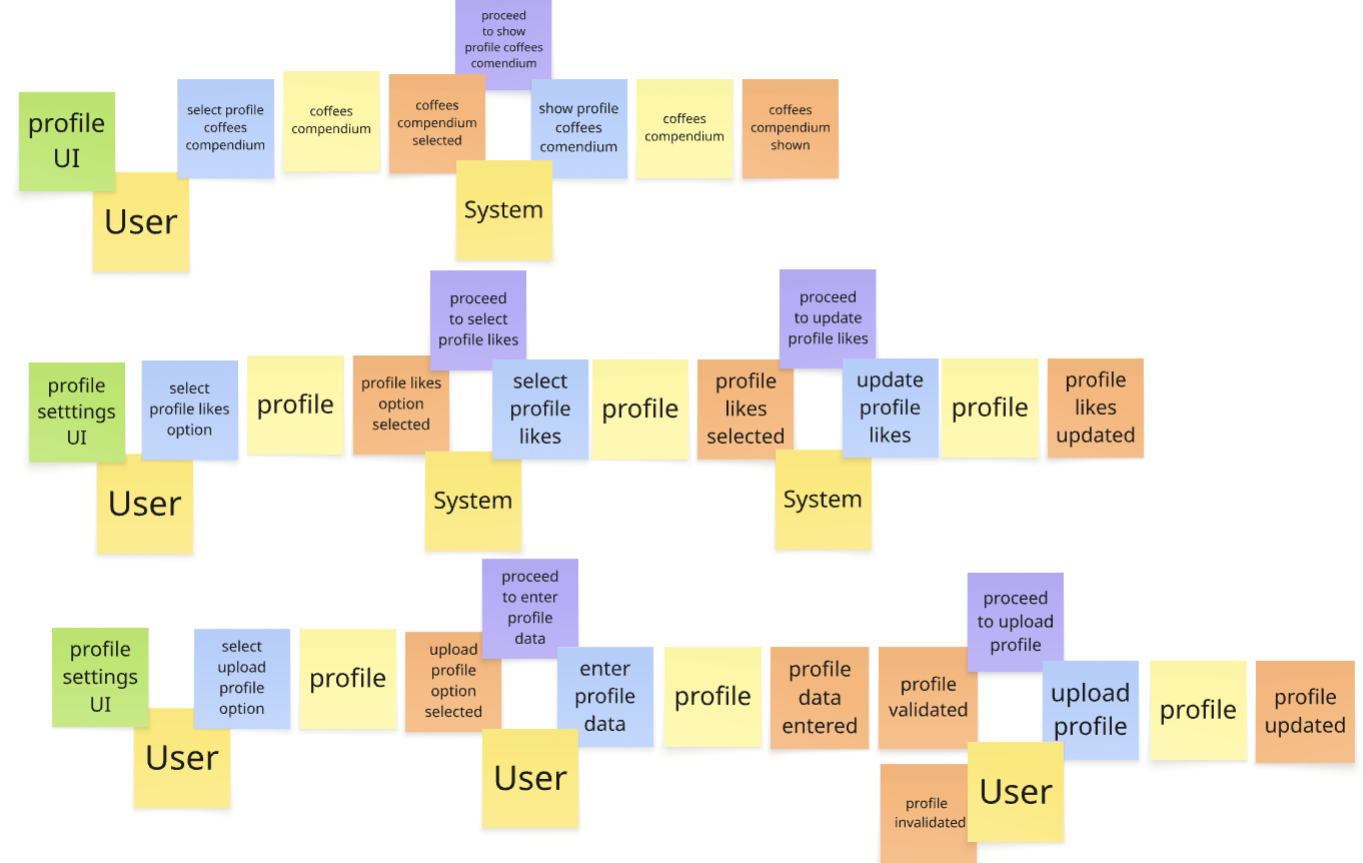 proceed
to show
profile coffees
comendium
profile
UI
select profile
coffees
compendium
coffees
compendium
coffees
compendium
selected
show profile
coffees
comendium
coffees
compendium
coffees
compendium
shown
User
System
proceed
to select
profile likes
proceed
to update
profile likes
profile
setttings
UI
select
profile likes
option
profile
profile likes
option
selected
select
profile
likes
profile
profile
likes
selected
update
profile
likes
profile
profile
likes
updated
User
System
System
proceed
to enter
profile
data
proceed
to upload
profile
profile
settings
UI
select
upload
profile
option
profile
upload
profile
option
selected
enter
profile
data
profile
profile
data
entered
profile
validated
upload
profile
profile
profile
updated
User
User
profile
invalidated
User